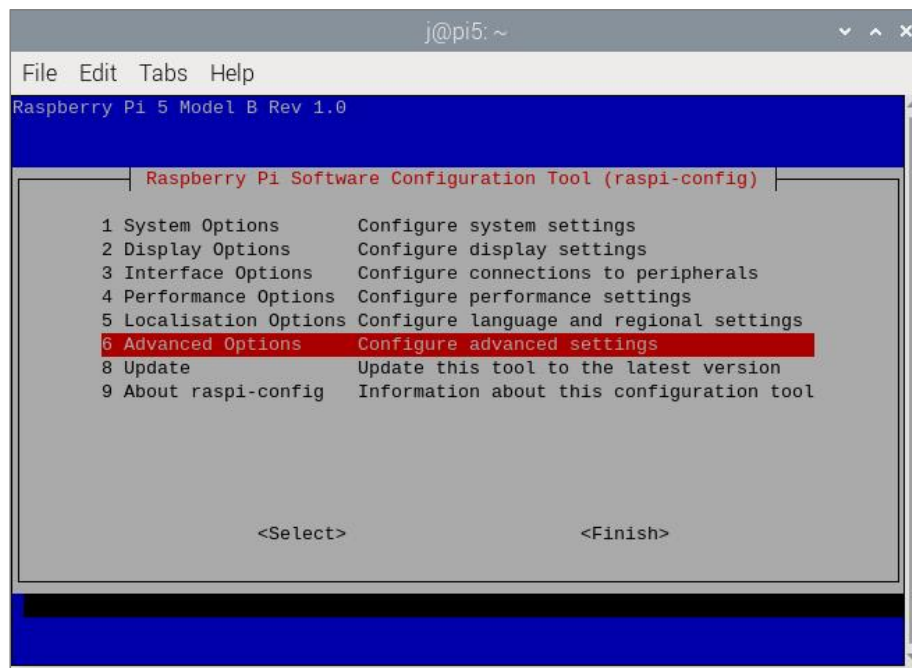 j@pi5: ~
File Edit Tabs Help
Raspberry Pi 5 Model B Rev 1.0
Raspberry Pi Software Configuration Tool (raspi-config)
1 System Options Configure system settings
2 Display Options Configure display settings
3 Interface Options Configure connections to peripherals
4 Performance Options Configure performance settings
5 Localisation Options Configure language and regional settings
6 Advanced Options Configure advanced settings
8 Update Update this tool to the latest version
9 About raspi-config Information about this configuration tool
<Select> <Finish>